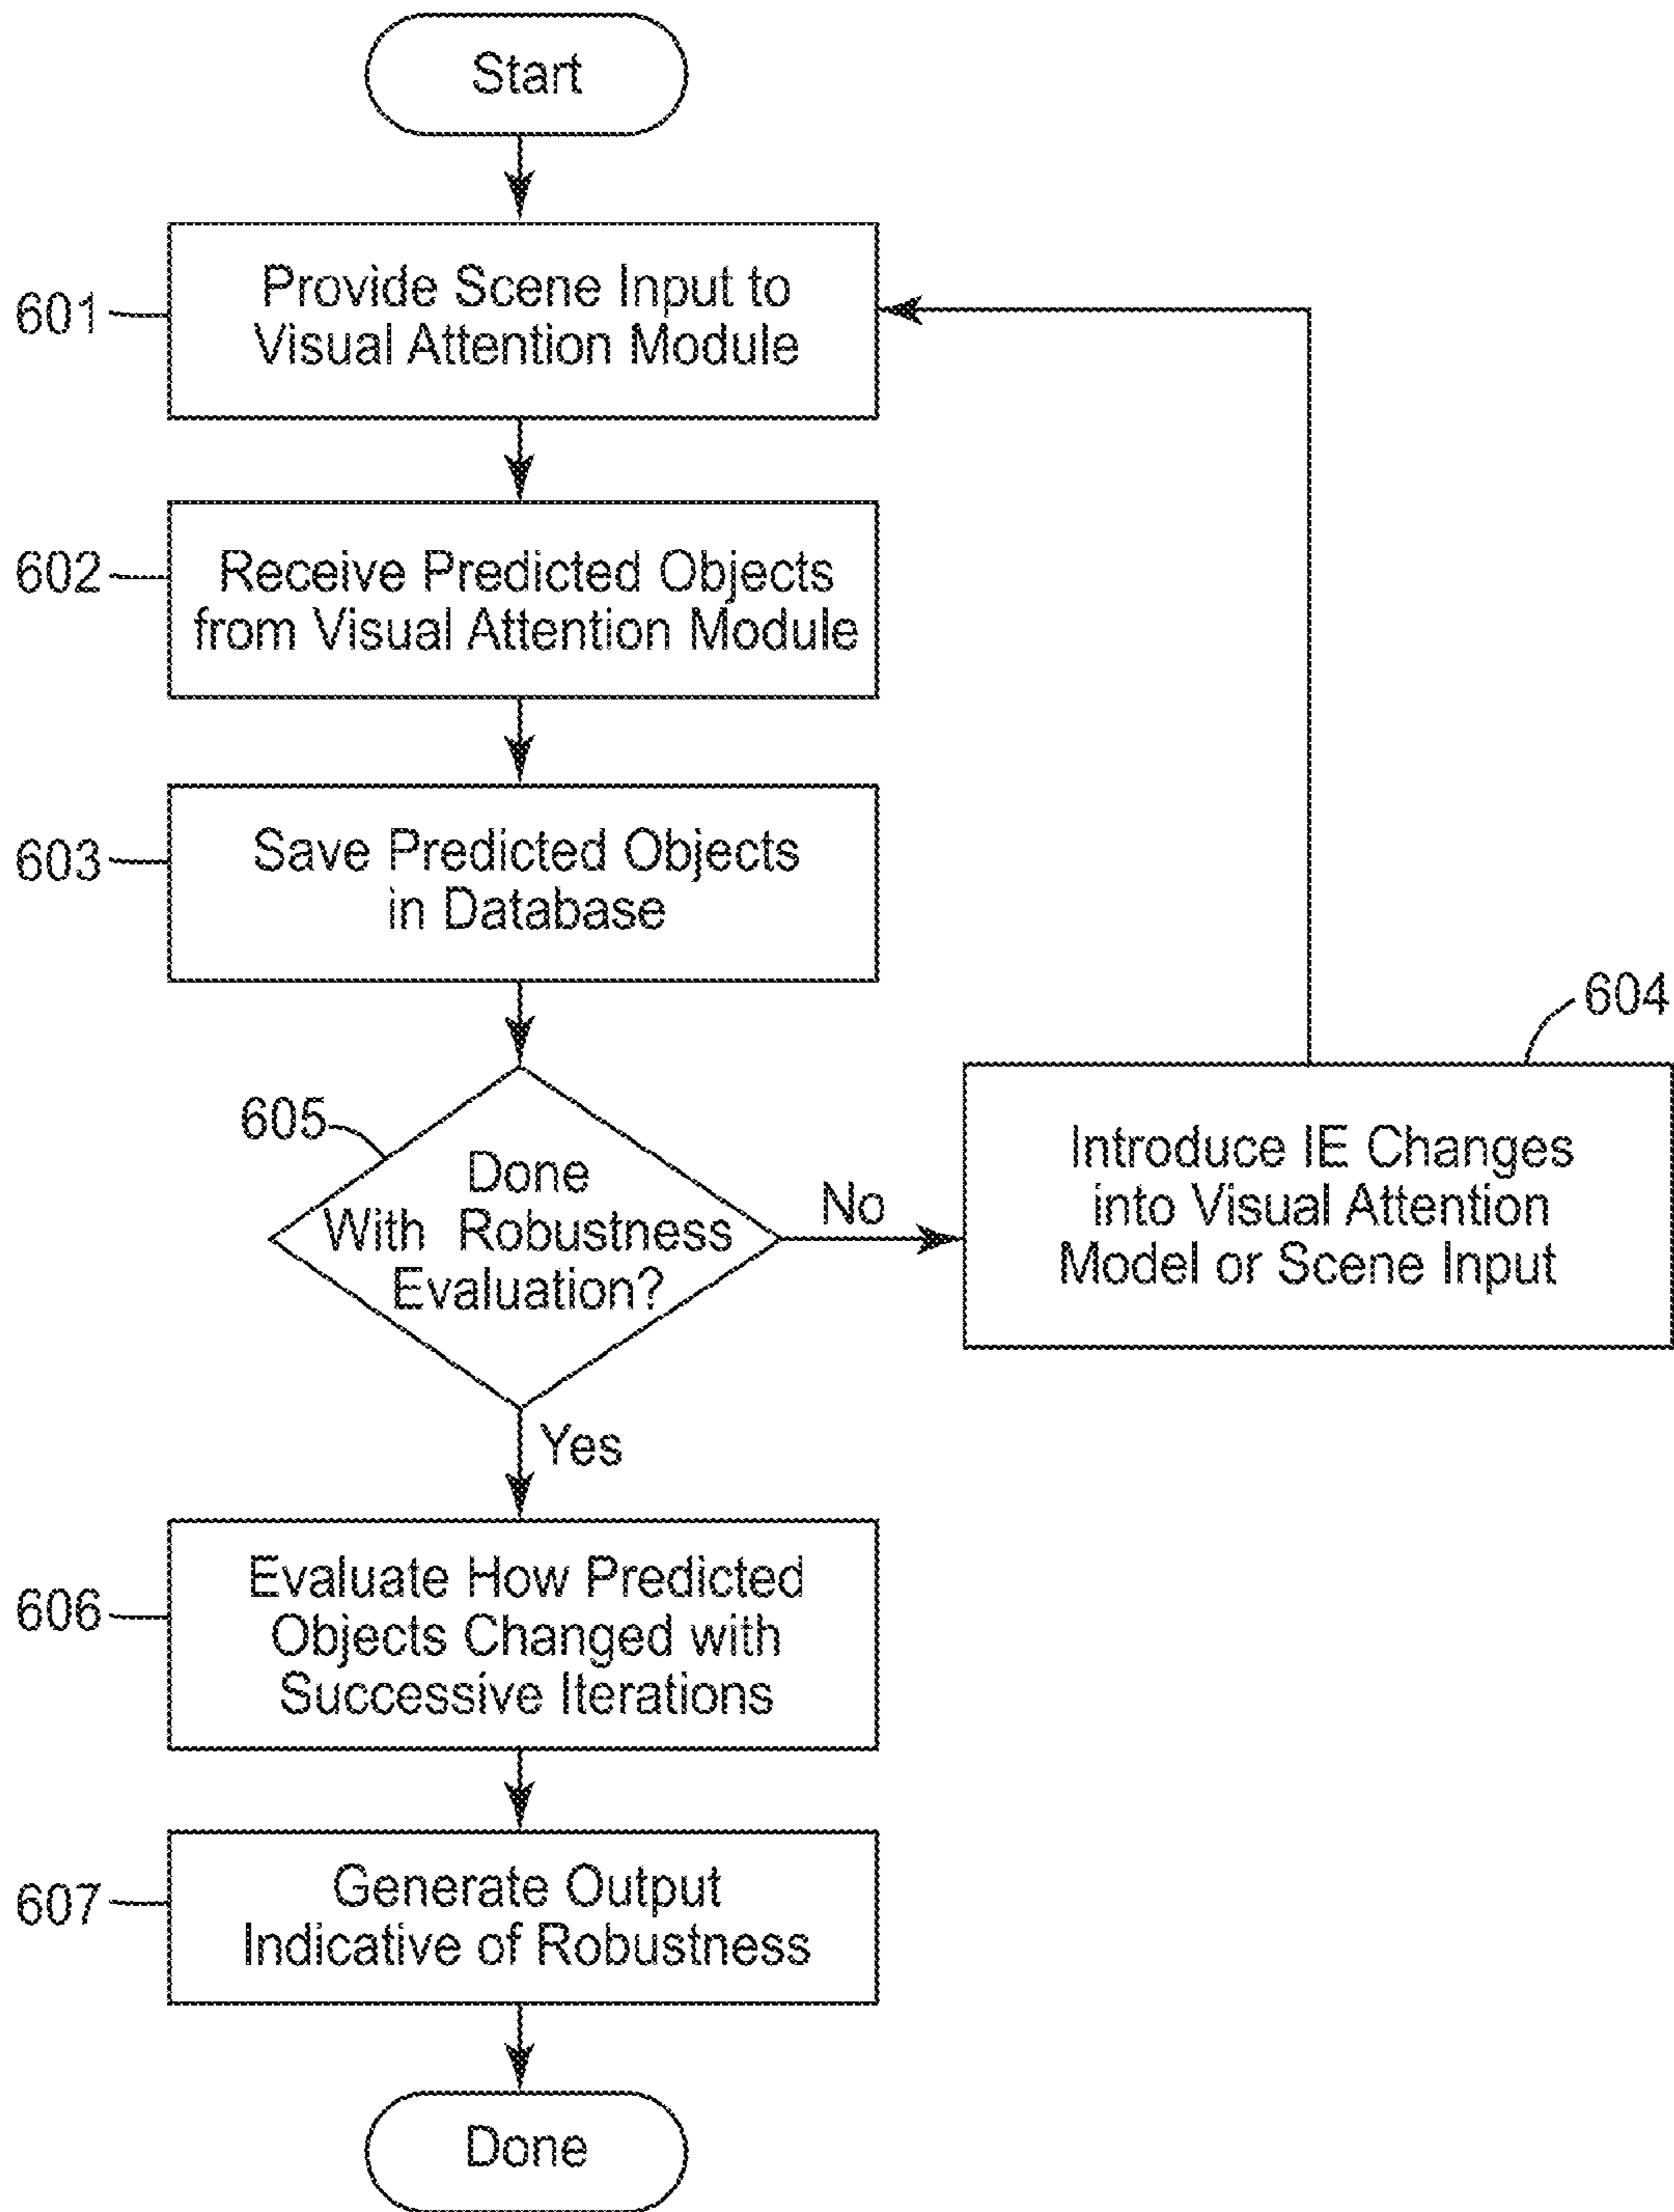 Start
601
Provide Scene Input to
Visual Attention Module
602
Receive Predicted Objects
from Visual Attention Module
603
Save Predicted Objects
in Database
604
605
Done
With Robustness
Evaluation?
No
Introduce IE Changes
into Visual Attention
Model or Scene Input
Yes
606
Evaluate How Predicted
Objects Changed with
Successive Iterations
607
Generate Output
Indicative of Robustness
Done